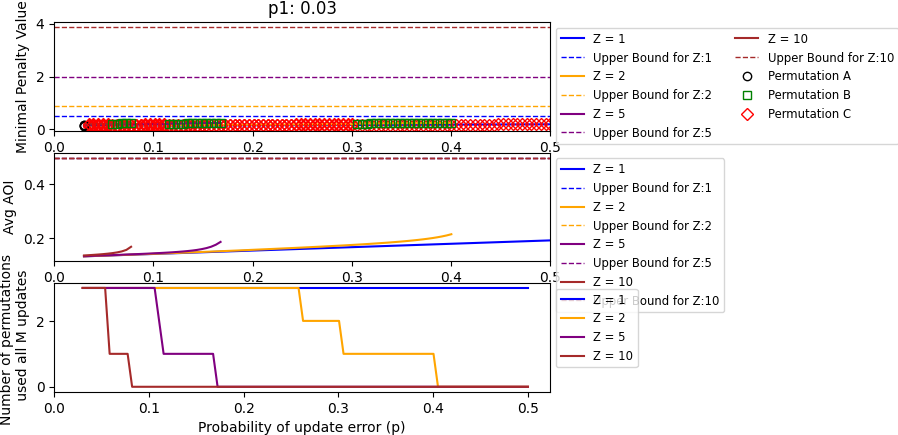 p1: 0.03
Minimal Penalty Value
4
2
0
0.0 0.1 0.2 0.3 0.4 0.5
Z = 1
Upper Bound for Z:1
Z = 2
Upper Bound for Z:2
Z = 5
Upper Bound for Z:5
Z = 10
Upper Bound for Z:10
Permutation A
Permutation B
Permutation C
Avg AOI
0.4
0.2
0.0 0.1 0.2 0.3 0.4 0.5
Z = 1
Upper Bound for Z:1
Z = 2
Upper Bound for Z:2
Z = 5
Upper Bound for Z:5
Z = 10
Upper Bound for Z:10
Number of permutations
used all M updates
2
0
0.0 0.1 0.2 0.3 0.4 0.5
Probability of update error (p)
Z = 1
Z = 2
Z = 5
Z = 10